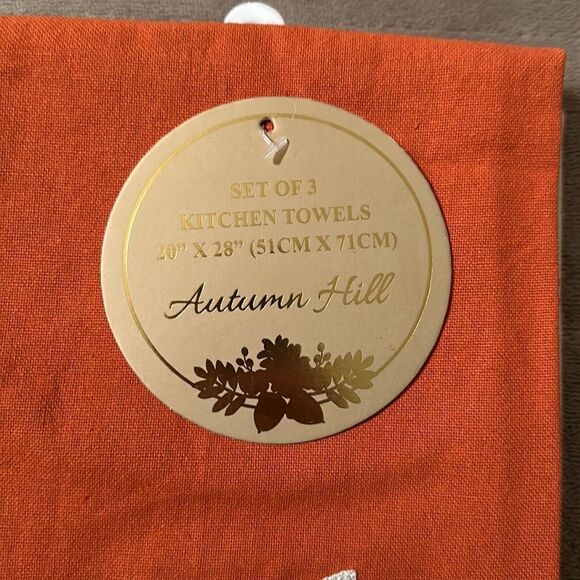 SET OF 3
KITCHEN TOWELS
20” X 28” (51CM X 71CM)
Autumn Hill